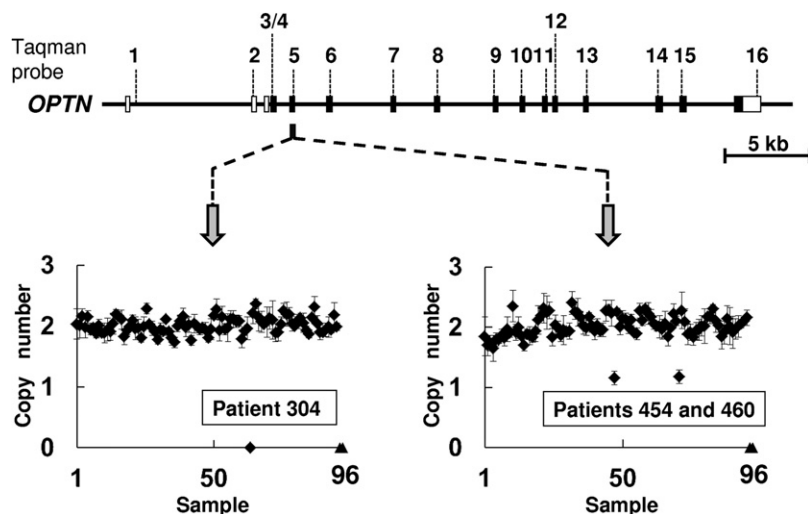 3/4 12
Taqman
probe 1 2 5 6 7 8 9 10 11 13 14 15 16
OPTN
5 kb
3
2
1
0
Copy number
Patient 304
1 50 96
Sample
3
2
1
0
Copy number
Patients 454 and 460
1 50 96
Sample